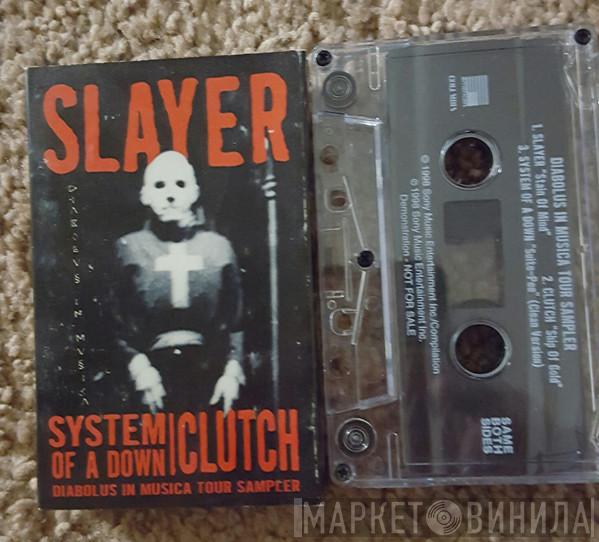 SLAYER
DIABOLUS IN MUSICA
SYSTEM
OF A DOWN
CLUTCH
DIABOLUS IN MUSICA TOUR SAMPLER
COLUMBIA
DIABOLUS IN MUSICA TOUR SAMPLER
1. SLAYER "Stain Of Mind"
2. CLUTCH "Ship Of Gold"
3. SYSTEM OF A DOWN "Suite-Pee" (Clean Version)
℗ 1998 Sony Music Entertainment Inc./Compilation
© 1998 Sony Music Entertainment Inc.
Demonstration - NOT FOR SALE
SAME
BOTH
SIDES
МАРКЕТ ВИНИЛА